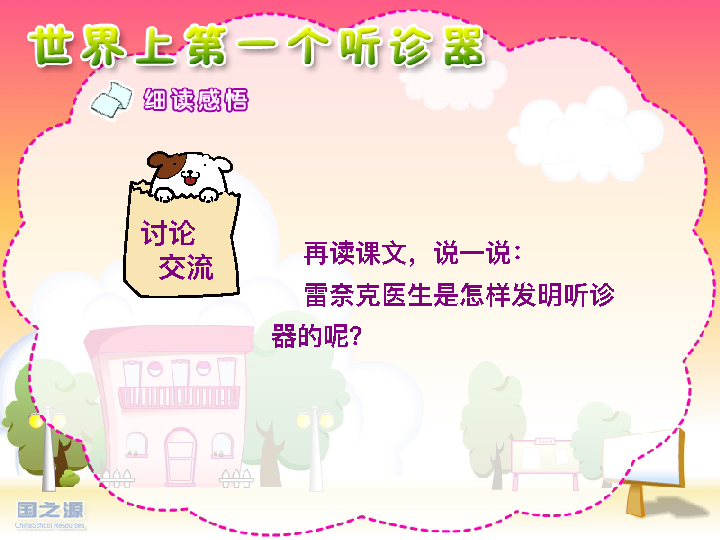 世界上第一个听诊器
细读感悟
讨论
交流
再读课文，说一说：
雷奈克医生是怎样发明听诊
器的呢？
国之源
ChinaSchool Resources